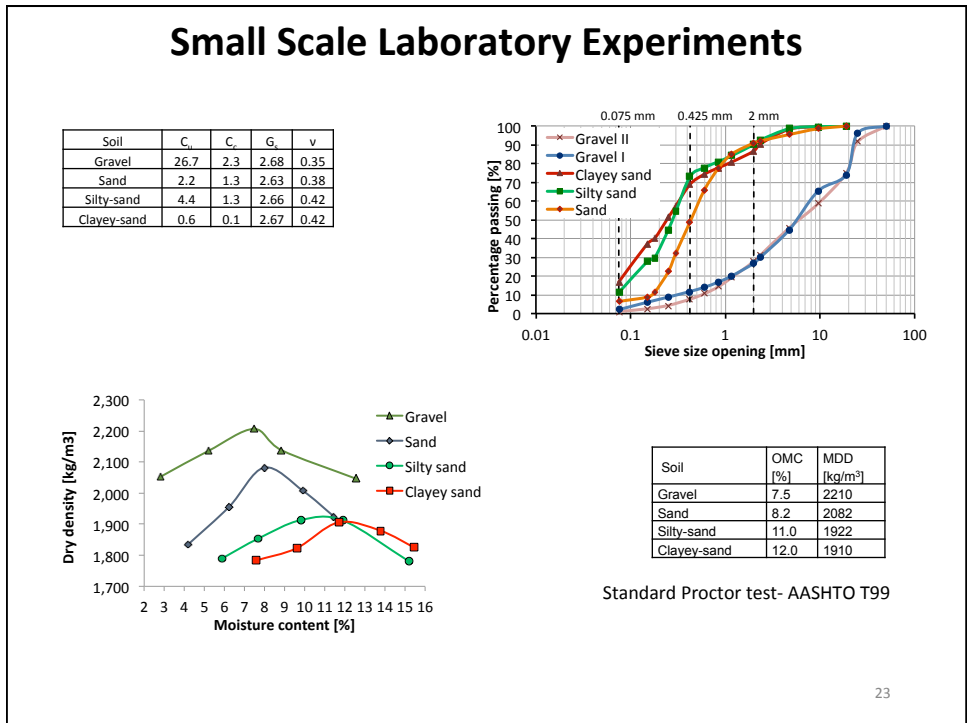 Small Scale Laboratory Experiments
Soil Cu Cc Gs ν
Gravel 26.7 2.3 2.68 0.35
Sand 2.2 1.3 2.63 0.38
Silty-sand 4.4 1.3 2.66 0.42
Clayey-sand 0.6 0.1 2.67 0.42
0.075 mm 0.425 mm 2 mm
Percentage passing [%]
100
90
80
70
60
50
40
30
20
10
0
Gravel II
Gravel I
Clayey sand
Silty sand
Sand
0.01 0.1 1 10 100
Sieve size opening [mm]
Dry density [kg/m3]
2,300
2,200
2,100
2,000
1,900
1,800
1,700
Gravel
Sand
Silty sand
Clayey sand
2 3 4 5 6 7 8 9 10 11 12 13 14 15 16
Moisture content [%]
Soil OMC [%] MDD [kg/m³]
Gravel 7.5 2210
Sand 8.2 2082
Silty-sand 11.0 1922
Clayey-sand 12.0 1910
Standard Proctor test- AASHTO T99
23